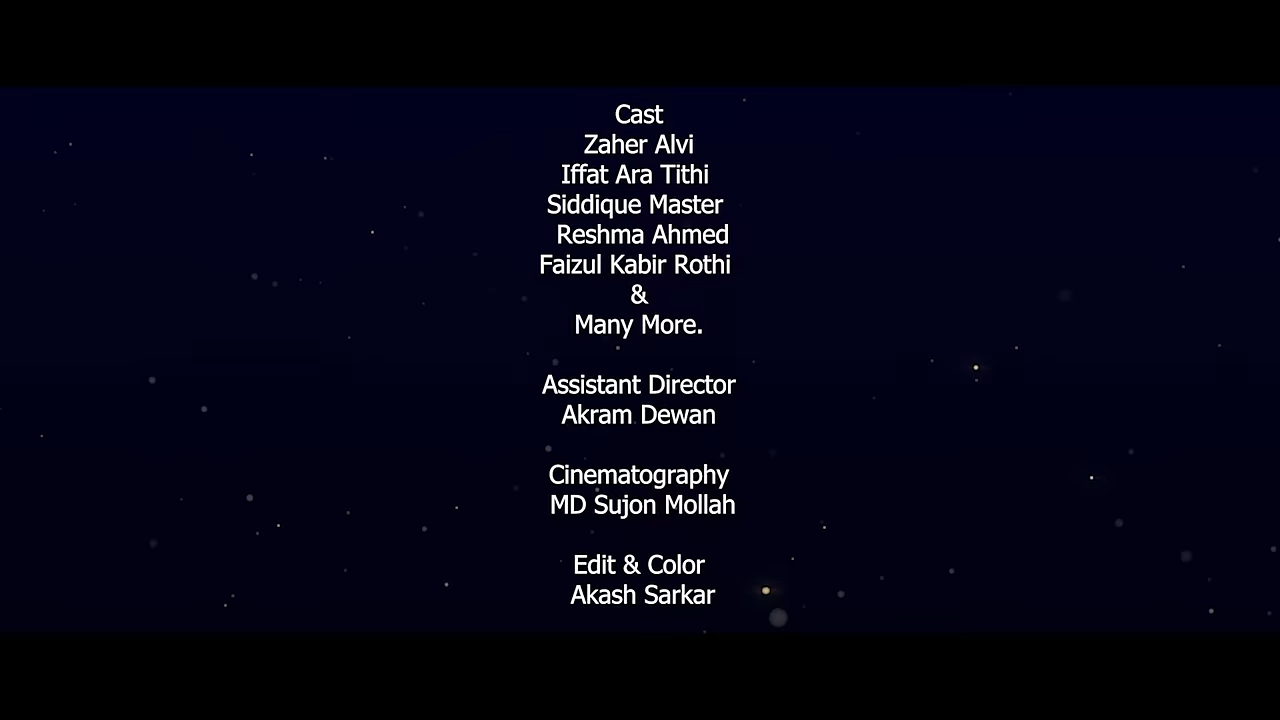 Cast
Zaher Alvi
Iffat Ara Tithi
Siddique Master
Reshma Ahmed
Faizul Kabir Rothi
&
Many More.
Assistant Director
Akram Dewan
Cinematography
MD Sujon Mollah
Edit & Color
Akash Sarkar